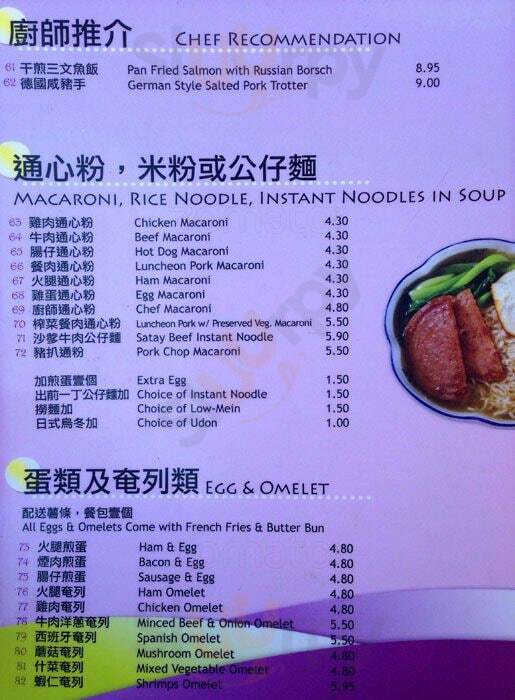 廚師推介 CHEF RECOMMENDATION
61 干煎三文魚飯 Pan Fried Salmon with Russian Borsch 8.95
62 德國咸豬手 German Style Salted Pork Trotter 9.00
通心粉，米粉或公仔麵
MACARONI, RICE NOODLE, INSTANT NOODLES IN SOUP
63 雞肉通心粉 Chicken Macaroni 4.30
64 牛肉通心粉 Beef Macaroni 4.30
65 腸仔通心粉 Hot Dog Macaroni 4.30
66 餐肉通心粉 Luncheon Pork Macaroni 4.30
67 火腿通心粉 Ham Macaroni 4.30
68 雞蛋通心粉 Egg Macaroni 4.30
69 廚師通心粉 Chef Macaroni 4.80
70 榨菜餐肉通心粉 Luncheon Pork w/ Preserved Veg. Macaroni 5.50
71 沙爹牛肉公仔麵 Satay Beef Instant Noodle 5.90
72 豬扒通粉 Pork Chop Macaroni 5.50
加煎蛋壹個 Extra Egg 1.50
出前一丁公仔麵加 Choice of Instant Noodle 1.50
撈麵加 Choice of Low-Mein 1.50
日式烏冬加 Choice of Udon 1.00
蛋類及奄列類 EGG & OMELET
配送薯條，餐包壹個
All Eggs & Omelets Come with French Fries & Butter Bun
73 火腿煎蛋 Ham & Egg 4.80
74 煙肉煎蛋 Bacon & Egg 4.80
75 腸仔煎蛋 Sausage & Egg 4.80
76 火腿奄列 Ham Omelet 4.80
77 雞肉奄列 Chicken Omelet 4.80
78 牛肉洋蔥奄列 Minced Beef & Onion Omelet 5.50
79 西班牙奄列 Spanish Omelet 5.50
80 蘑菇奄列 Mushroom Omelet 4.80
81 什菜奄列 Mixed Vegetable Omelet 4.80
82 蝦仁奄列 Shrimps Omelet 5.95